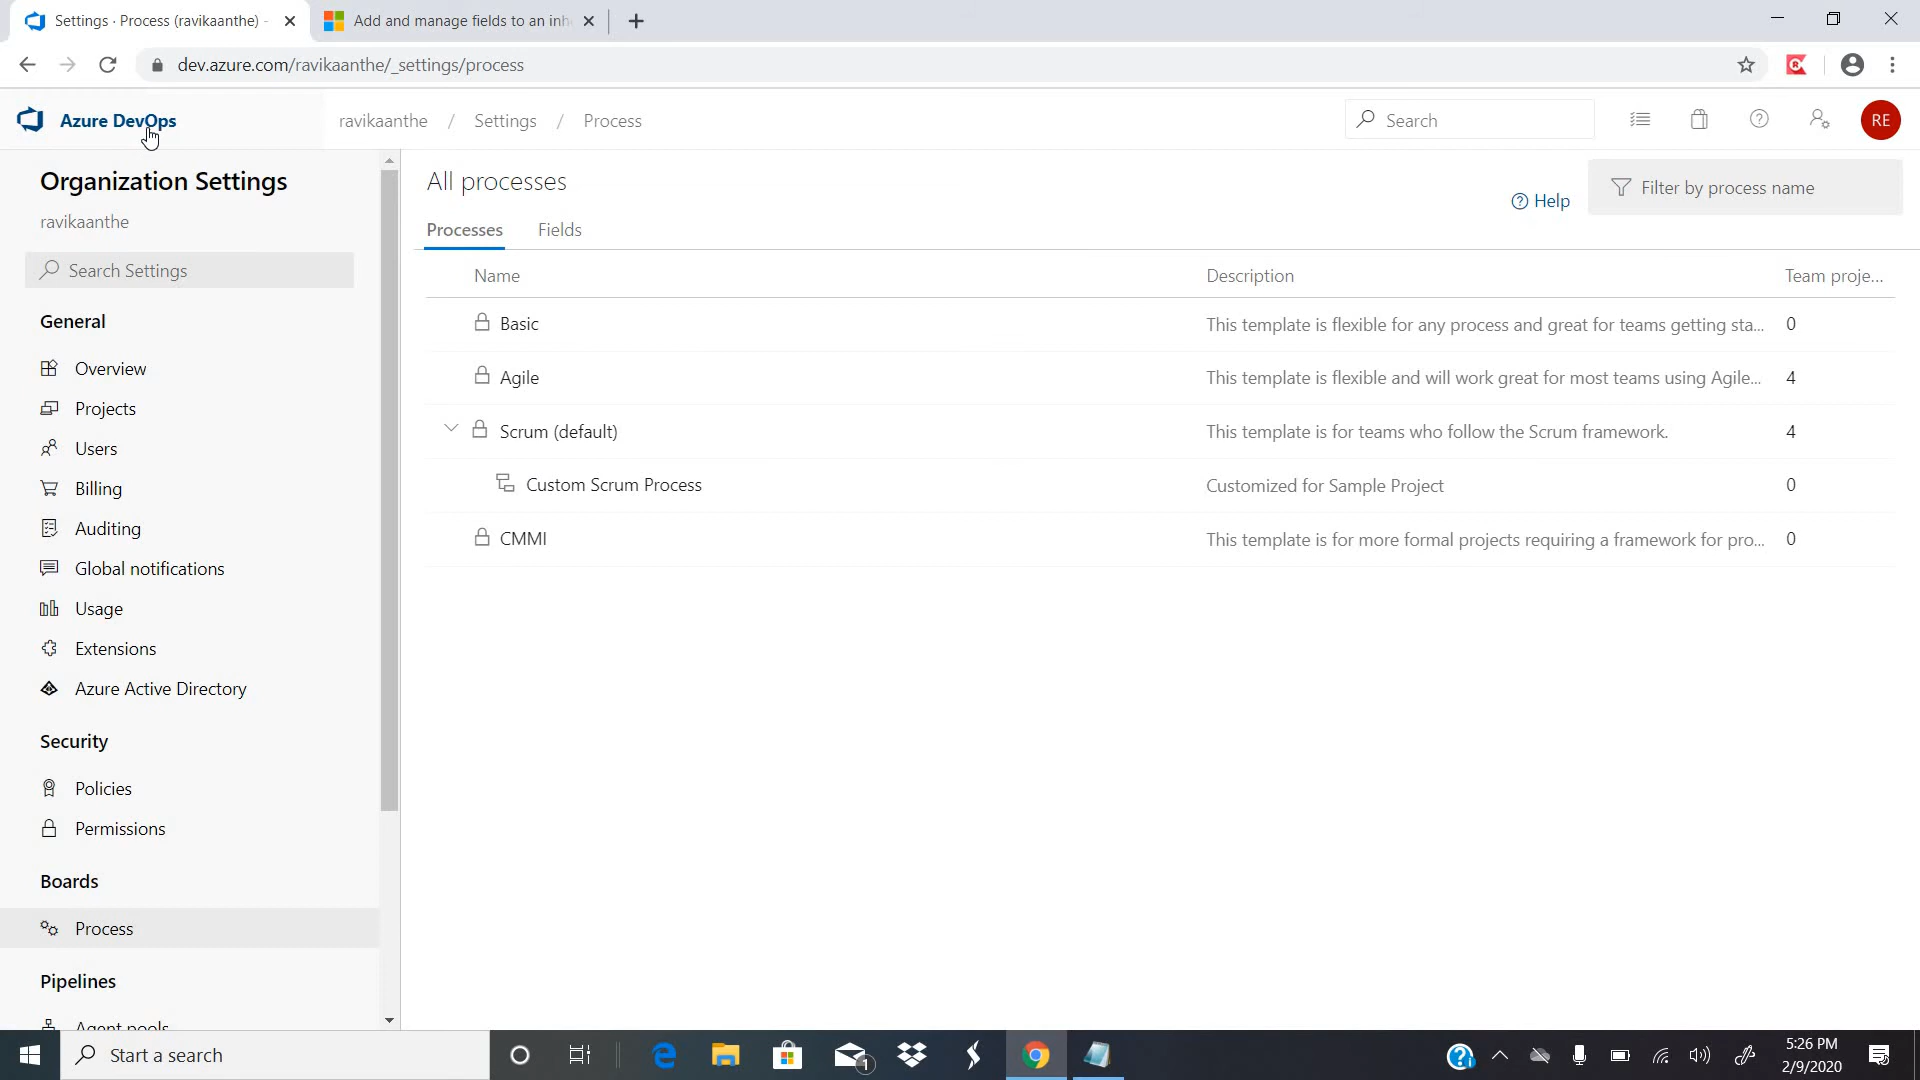 Settings · Process (ravikaanthe) -
Add and manage fields to an inh
dev.azure.com/ravikaanthe/_settings/process
Azure DevOps
ravikaanthe / Settings / Process
Search
RE
Organization Settings
ravikaanthe
Search Settings
General
Overview
Projects
Users
Billing
Auditing
Global notifications
Usage
Extensions
Azure Active Directory
Security
Policies
Permissions
Boards
Process
Pipelines
Agent pools
All processes
Help
Filter by process name
Processes Fields
Name Description Team proje...
Basic This template is flexible for any process and great for teams getting sta... 0
Agile This template is flexible and will work great for most teams using Agile... 4
Scrum (default) This template is for teams who follow the Scrum framework. 4
Custom Scrum Process Customized for Sample Project 0
CMMI This template is for more formal projects requiring a framework for pro... 0
Start a search
1
5:26 PM
2/9/2020